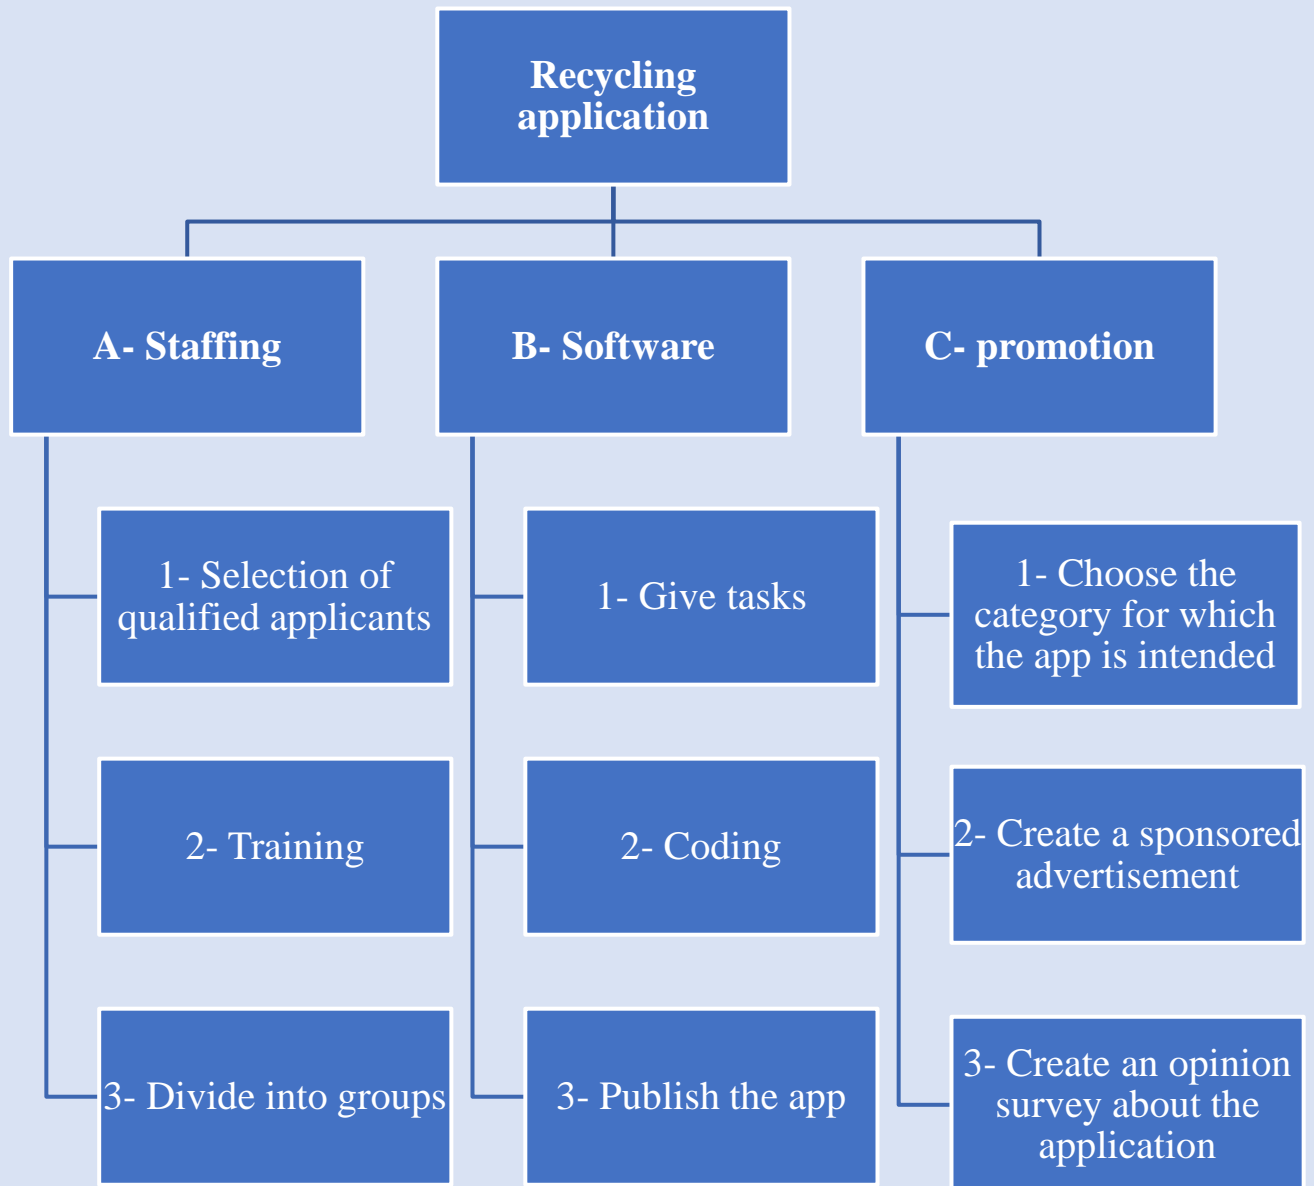 Recycling
application
A- Staffing
B- Software
C- promotion
1- Selection of
qualified applicants
2- Training
3- Divide into groups
1- Give tasks
2- Coding
3- Publish the app
1- Choose the
category for which
the app is intended
2- Create a sponsored
advertisement
3- Create an opinion
survey about the
application